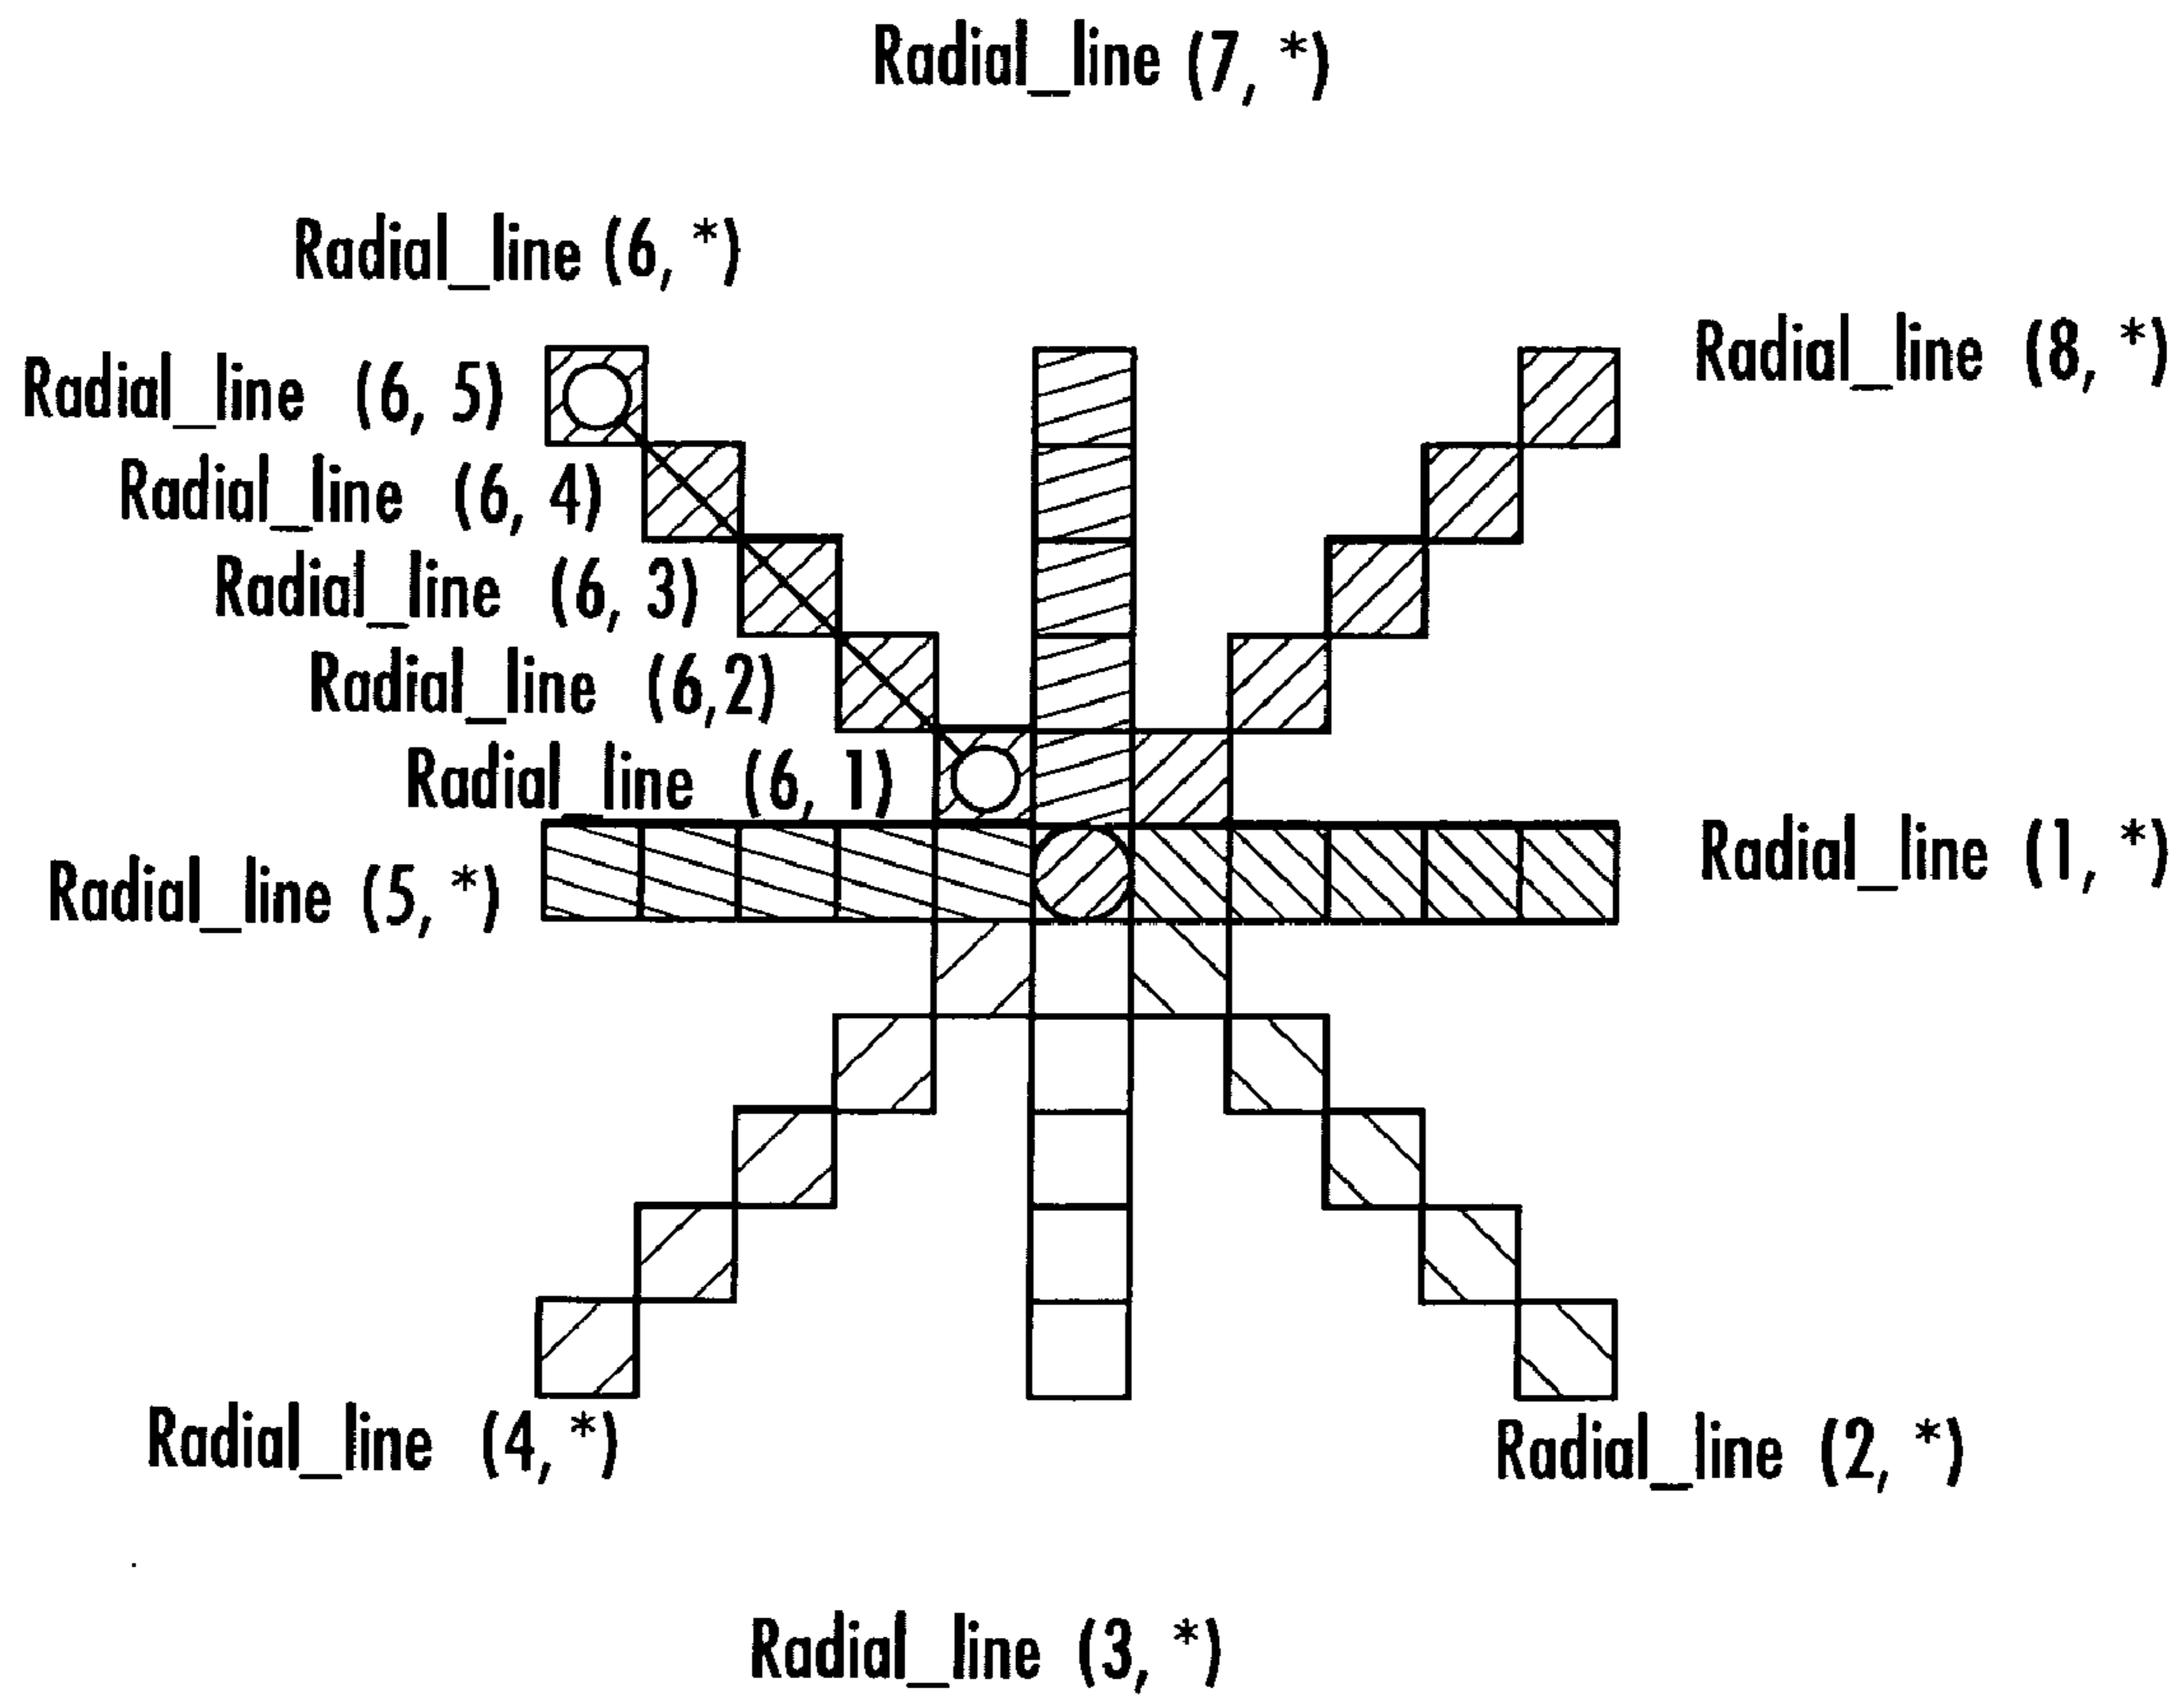 Radial_line (7, *)
Radial_line (6, *)
Radial_line (8, *)
Radial_line (6, 5)
Radial_line (6, 4)
Radial_line (6, 3)
Radial_line (6,2)
Radial_line (6, 1)
Radial_line (1, *)
Radial_line (5, *)
Radial_line (4, *)
Radial_line (2, *)
Radial_line (3, *)